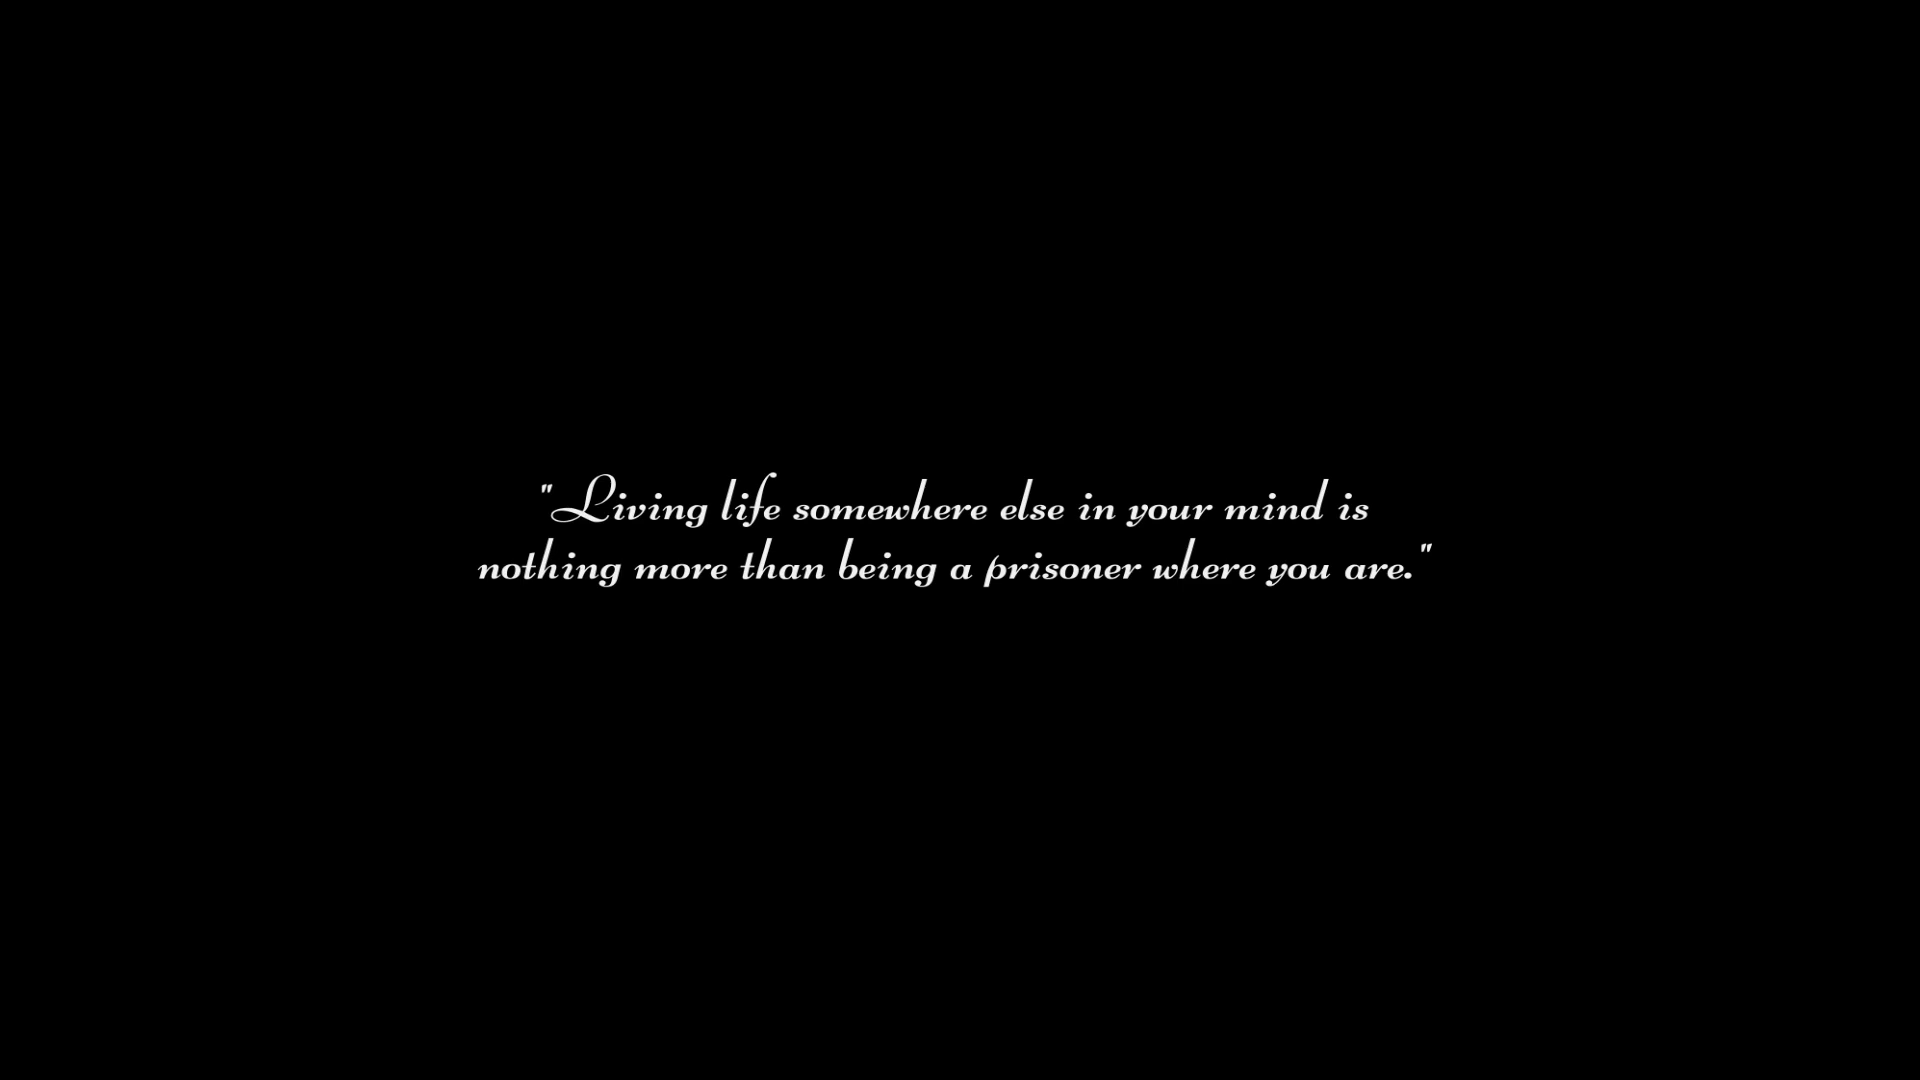 "Living life somewhere else in your mind is
nothing more than being a prisoner where you are."